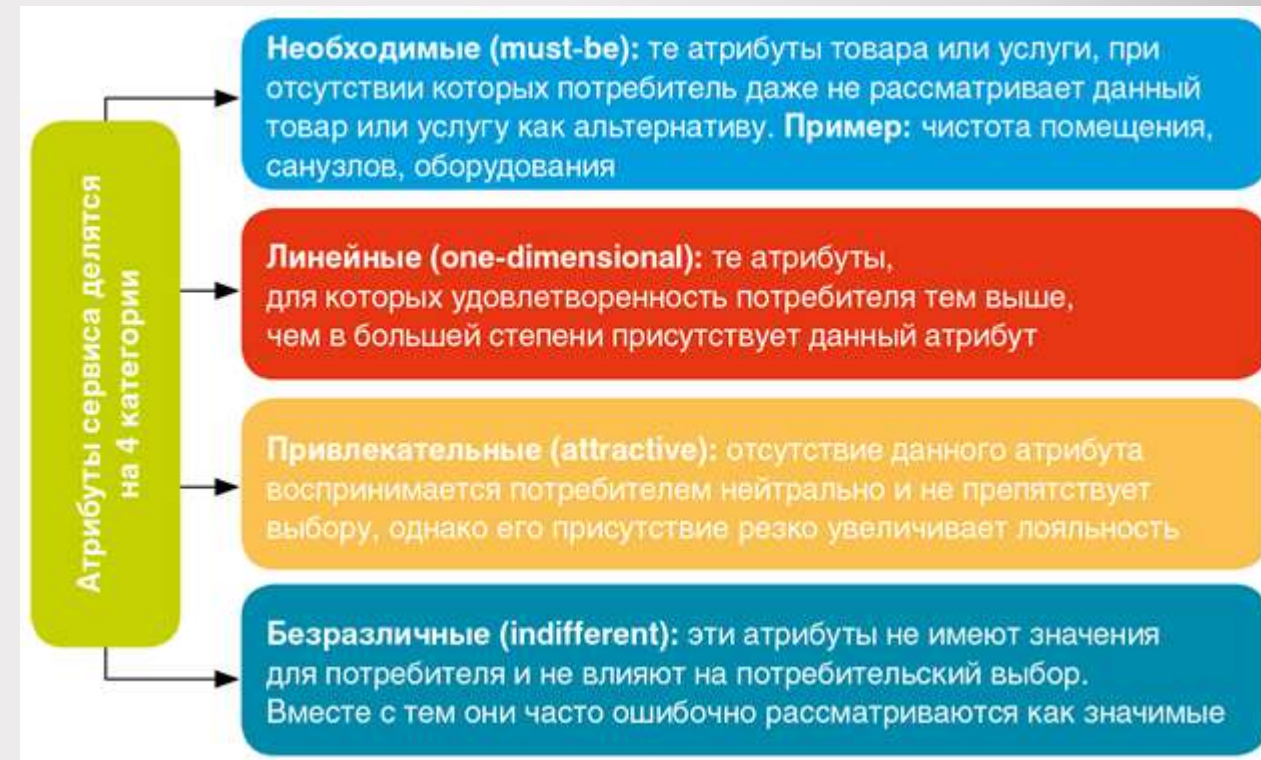 Атрибуты сервиса делятся
на 4 категории
Необходимые (must-be): те атрибуты товара или услуги, при
отсутствии которых потребитель даже не рассматривает данный
товар или услугу как альтернативу. Пример: чистота помещения,
санузлов, оборудования
Линейные (one-dimensional): те атрибуты,
для которых удовлетворенность потребителя тем выше,
чем в большей степени присутствует данный атрибут
Привлекательные (attractive): отсутствие данного атрибута
воспринимается потребителем нейтрально и не препятствует
выбору, однако его присутствие резко увеличивает лояльность
Безразличные (indifferent): эти атрибуты не имеют значения
для потребителя и не влияют на потребительский выбор.
Вместе с тем они часто ошибочно рассматриваются как значимые